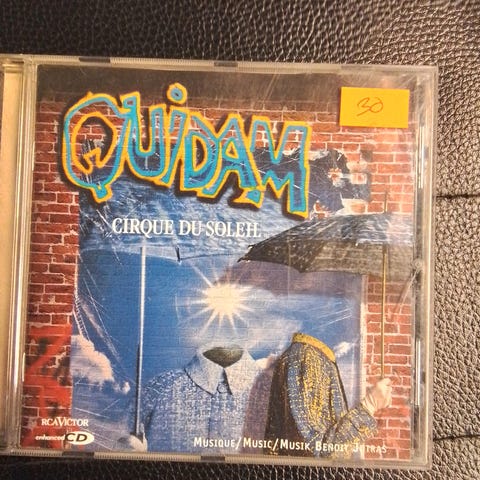 QUIDAM
30
CIRQUE DU SOLEIL
RCA VICTOR
enhanced CD
MUSIQUE/MUSIC/MUSIK BENOIT JUTRAS